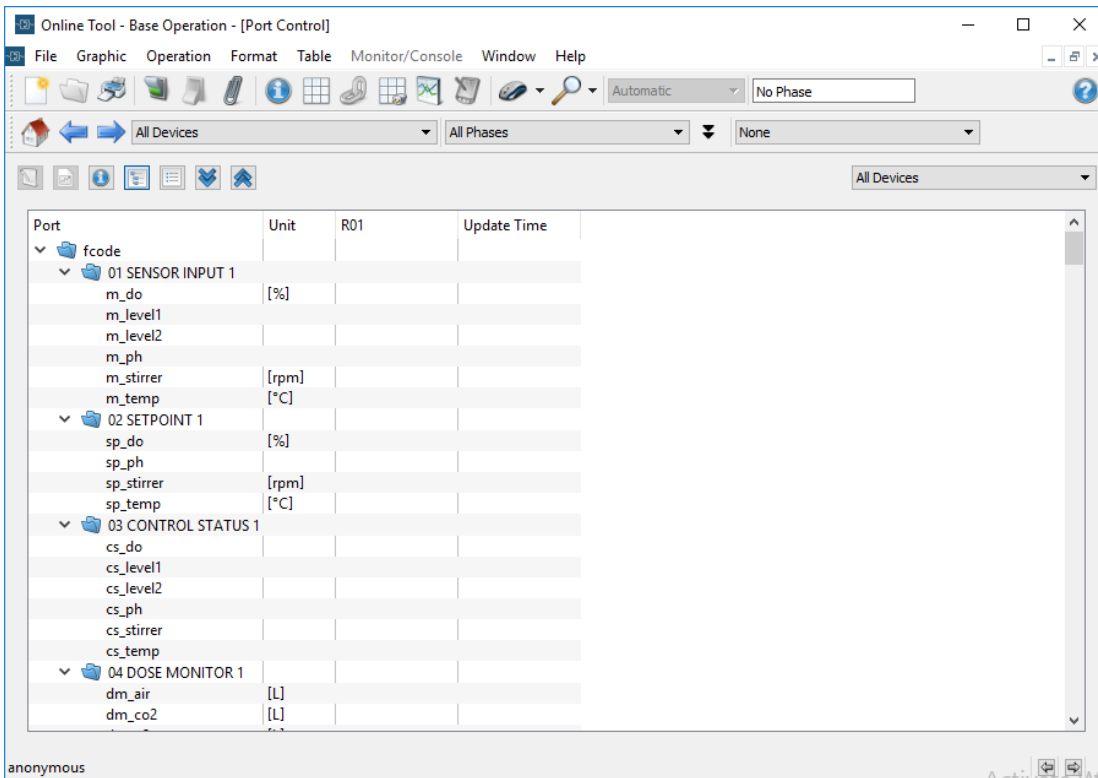 Online Tool - Base Operation - [Port Control]
File Graphic Operation Format Table Monitor/Console Window Help
Automatic No Phase
All Devices All Phases None
All Devices
Port Unit R01 Update Time
fcode
01 SENSOR INPUT 1
m_do [%]
m_level1
m_level2
m_ph
m_stirrer [rpm]
m_temp [°C]
02 SETPOINT 1
sp_do [%]
sp_ph
sp_stirrer [rpm]
sp_temp [°C]
03 CONTROL STATUS 1
cs_do
cs_level1
cs_level2
cs_ph
cs_stirrer
cs_temp
04 DOSE MONITOR 1
dm_air [L]
dm_co2 [L]
anonymous